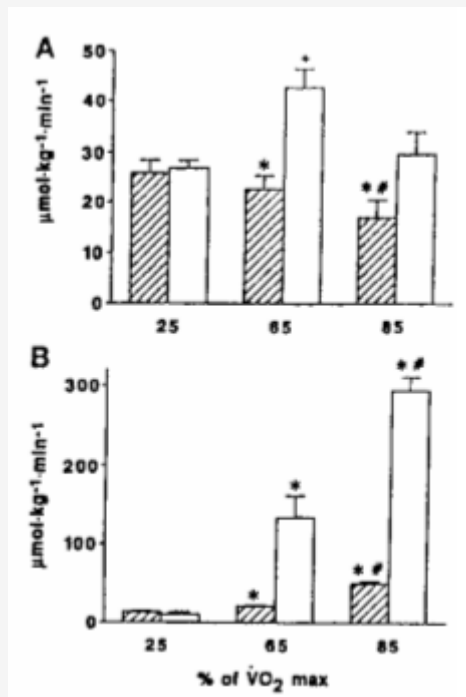 A
µmol·kg⁻¹·min⁻¹
50
*
40
30
*
* #
20
10
0
25 65 85
B
µmol·kg⁻¹·min⁻¹
* #
300
200
*
* #
100
*
0
25 65 85
% of V̇O₂ max